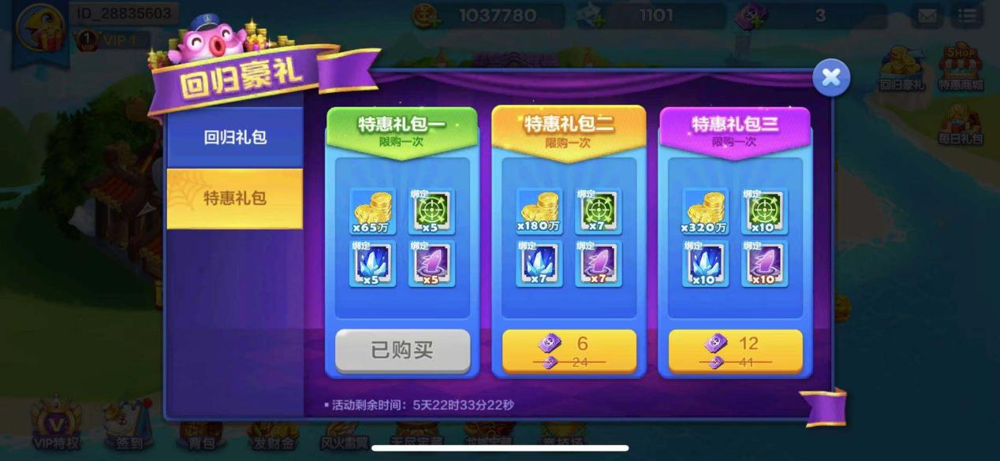 ID_28835603
1037780
1101
3
1
VIP
VIP 1
回归豪礼
SHOP
回归豪礼
特惠商城
每日礼包
回归礼包
特惠礼包
特惠礼包一
限购一次
x65万
绑定
x5
绑定
x5
绑定
x5
已购买
特惠礼包二
限购一次
x180万
绑定
x7
绑定
x7
绑定
x7
6
24
特惠礼包三
限购一次
x320万
绑定
x10
绑定
x10
绑定
x10
12
41
活动剩余时间：5天22时33分22秒
V
VIP特权
签到
背包
发财金
风火雷翼